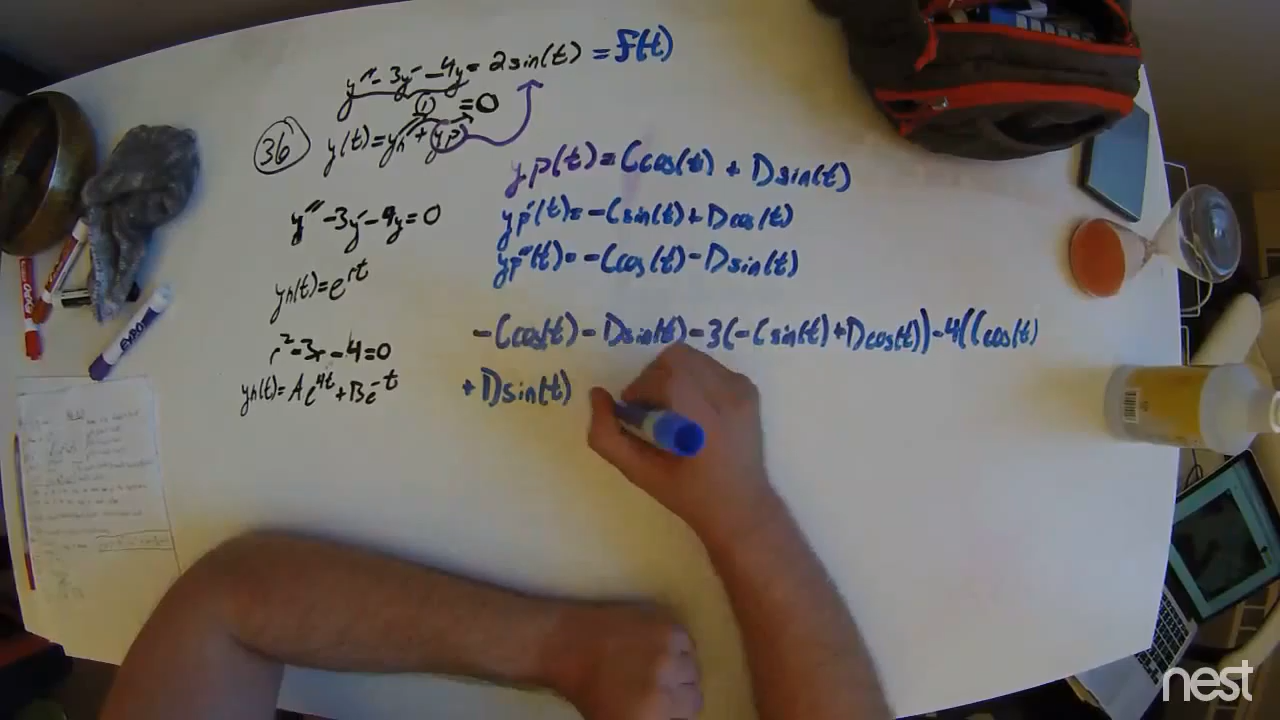 y'' - 3y' - 4y = 2sin(t) = F(t)
① = 0
36 y(t) = yh + yp
y'' - 3y' - 4y = 0
yh(t) = e^rt
r² - 3r - 4 = 0
yh(t) = Ae^4t + Be^-t
yp(t) = Ccos(t) + Dsin(t)
yp'(t) = -Csin(t) + Dcos(t)
yp''(t) = -Ccos(t) - Dsin(t)
-Ccos(t) - Dsin(t) - 3(-Csin(t) + Dcos(t)) - 4(Ccos(t)
+ Dsin(t)
EXPO
nest